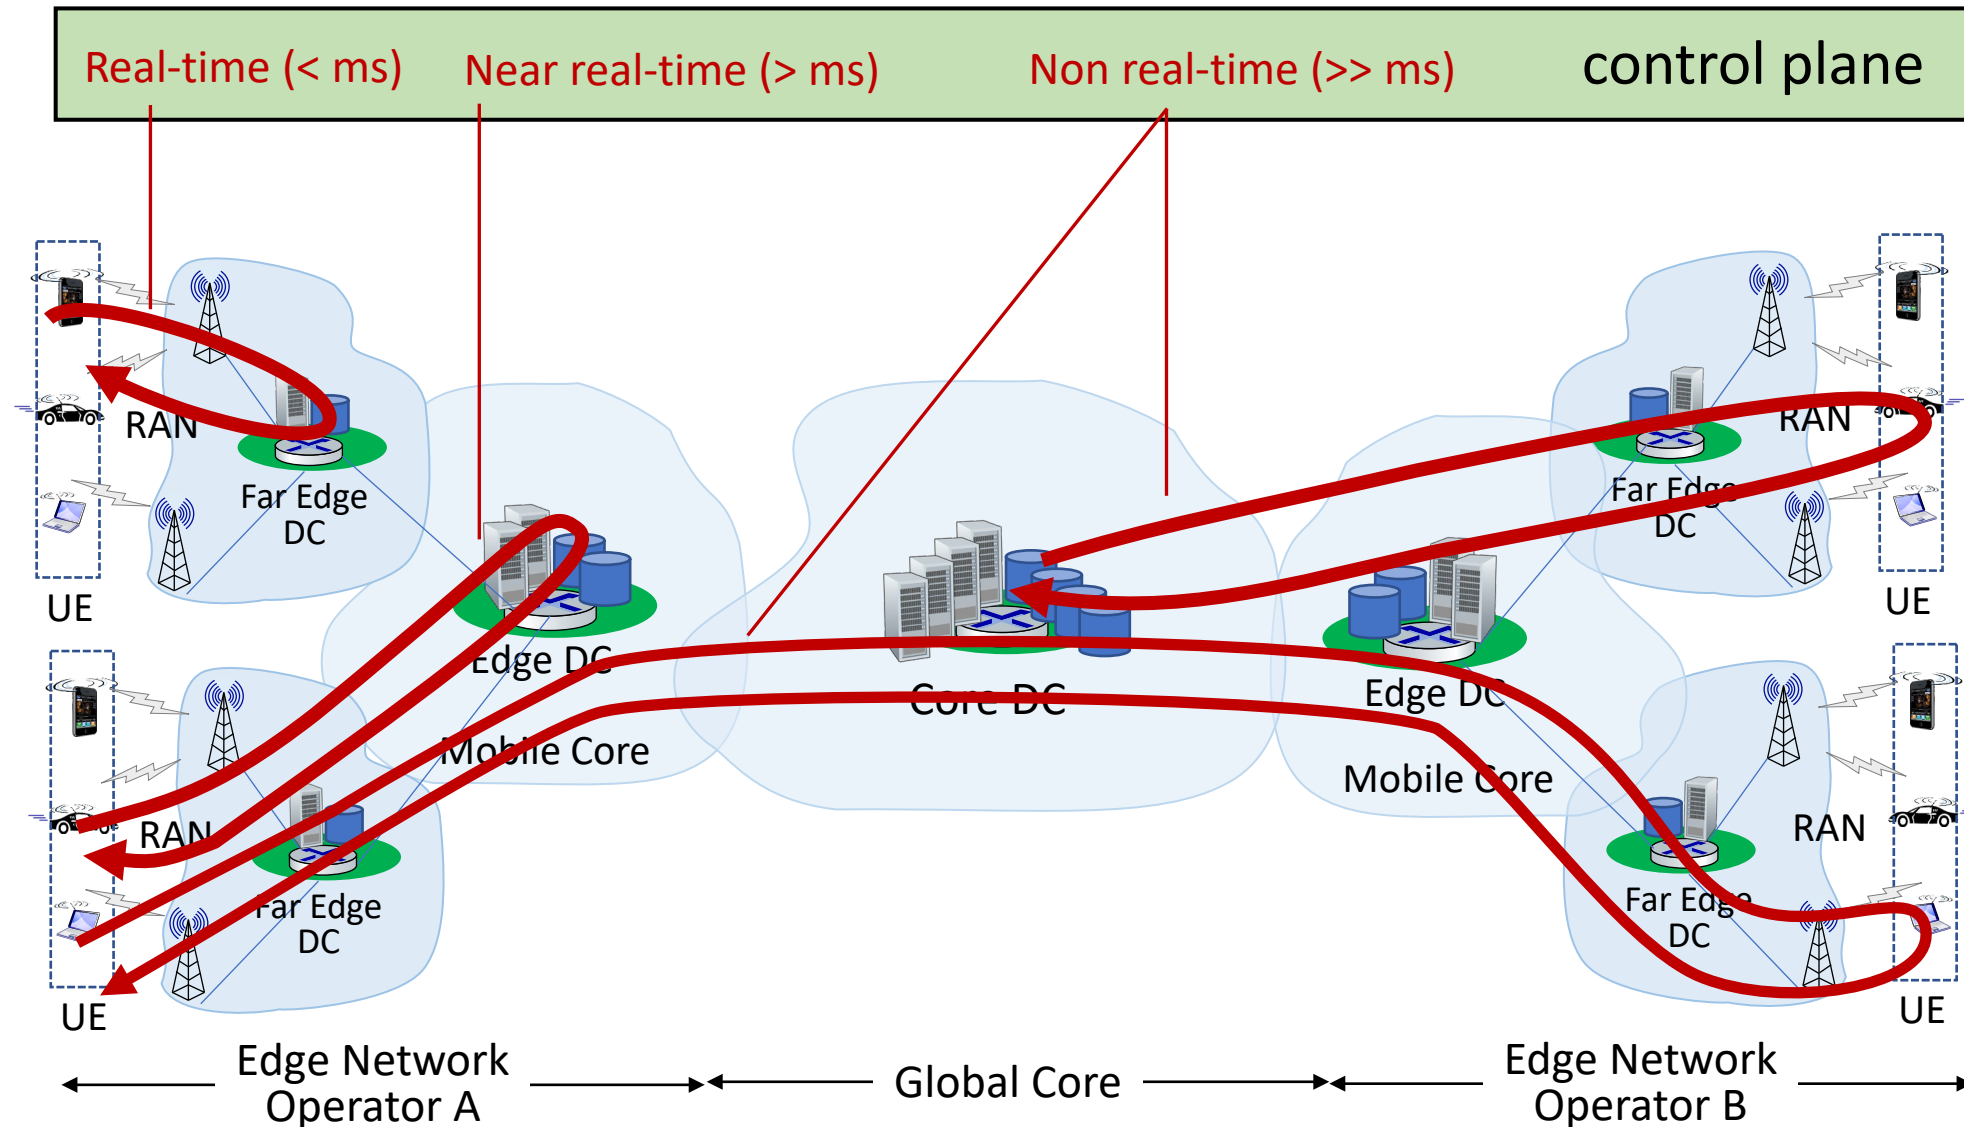 Real-time (< ms)
Near real-time (> ms)
Non real-time (>> ms)
control plane
RAN
Far Edge
DC
UE
Edge DC
Mobile Core
RAN
Far Edge
DC
UE
Core DC
Edge DC
Mobile Core
RAN
Far Edge
DC
UE
RAN
Far Edge
DC
UE
Edge Network
Operator A
Global Core
Edge Network
Operator B